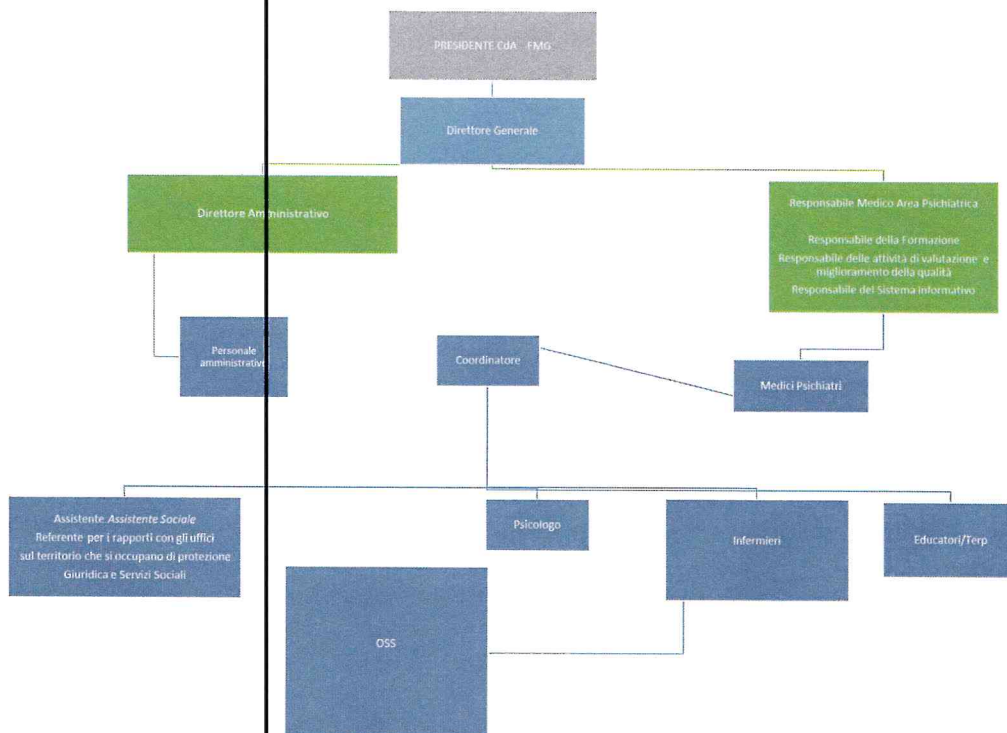 PRESIDENTE CdA FMG
Direttore Generale
Direttore Amministrativo
Responsabile Medico Area Psichiatrica
Responsabile della Formazione
Responsabile delle attività di valutazione e
miglioramento della qualità
Responsabile del Sistema Informativo
Personale
amministrativo
Coordinatore
Medici Psichiatri
Assistente Assistente Sociale
Referente per i rapporti con gli uffici
sul territorio che si occupano di protezione
Giuridica e Servizi Sociali
Psicologo
Infermieri
Educatori/Terp
OSS